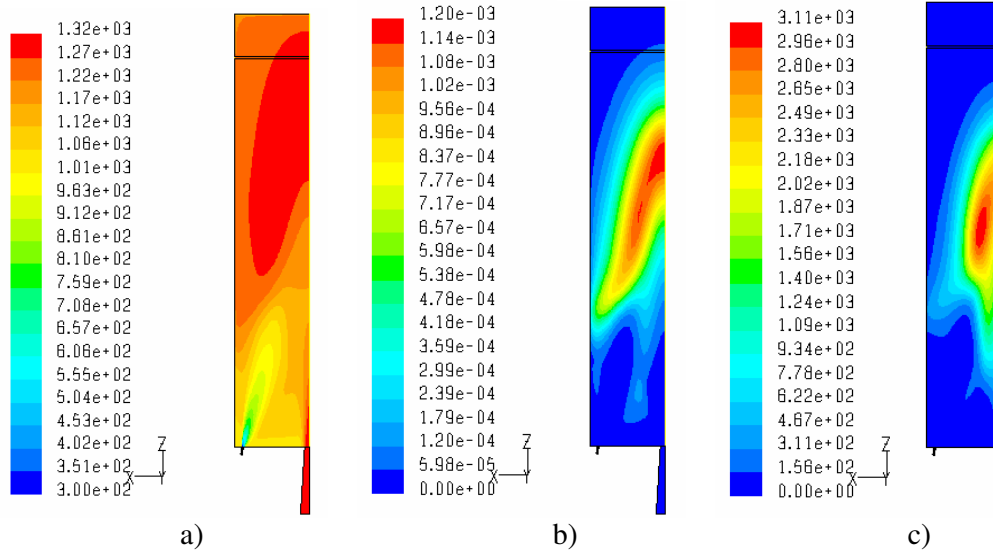 1.32e+03
1.27e+03
1.22e+03
1.17e+03
1.12e+03
1.06e+03
1.01e+03
9.63e+02
9.12e+02
8.61e+02
8.10e+02
7.59e+02
7.08e+02
6.57e+02
6.06e+02
5.55e+02
5.04e+02
4.53e+02
4.02e+02
3.51e+02
3.00e+02
Z
X
Y
a)
1.20e-03
1.14e-03
1.08e-03
1.02e-03
9.56e-04
8.96e-04
8.37e-04
7.77e-04
7.17e-04
6.57e-04
5.98e-04
5.38e-04
4.78e-04
4.18e-04
3.59e-04
2.99e-04
2.39e-04
1.79e-04
1.20e-04
5.98e-05
0.00e+00
Z
X
Y
b)
3.11e+03
2.96e+03
2.80e+03
2.65e+03
2.49e+03
2.33e+03
2.18e+03
2.02e+03
1.87e+03
1.71e+03
1.56e+03
1.40e+03
1.24e+03
1.09e+03
9.34e+02
7.78e+02
6.22e+02
4.67e+02
3.11e+02
1.56e+02
0.00e+00
Z
X
Y
c)